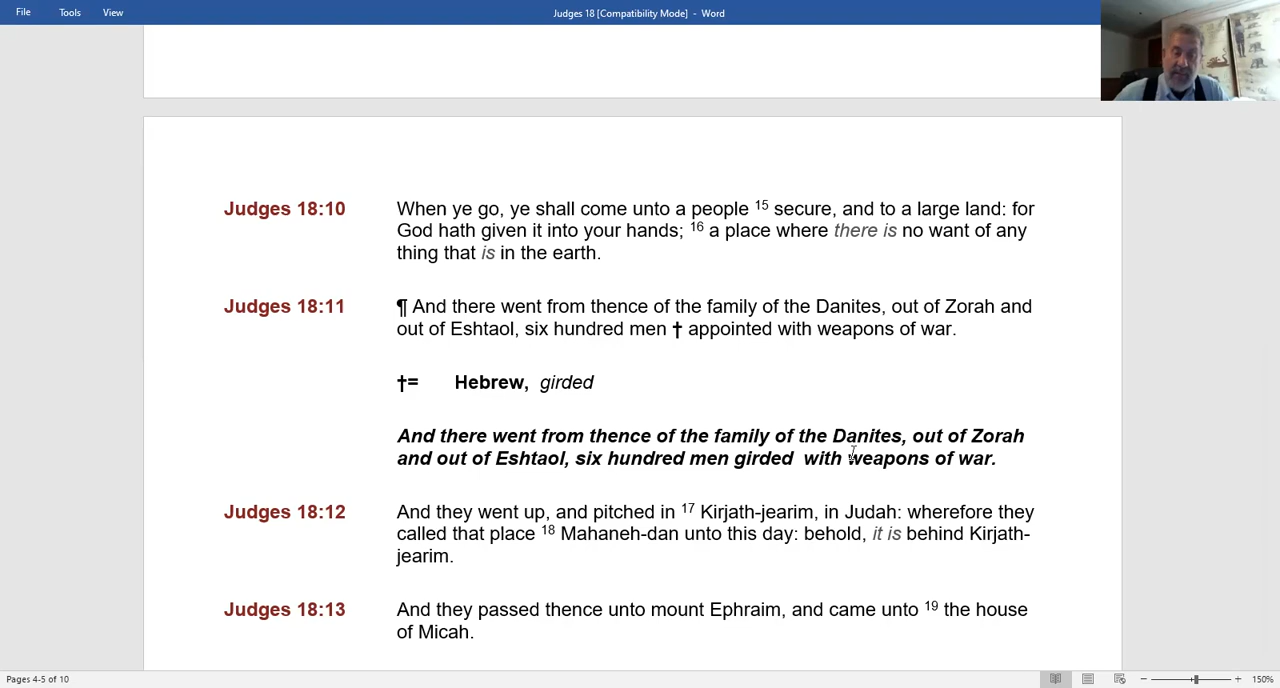 File Tools View Judges 18 [Compatibility Mode] - Word
Judges 18:10 When ye go, ye shall come unto a people 15 secure, and to a large land: for
God hath given it into your hands; 16 a place where there is no want of any
thing that is in the earth.
Judges 18:11 ¶ And there went from thence of the family of the Danites, out of Zorah and
out of Eshtaol, six hundred men † appointed with weapons of war.
†= Hebrew, girded
And there went from thence of the family of the Danites, out of Zorah
and out of Eshtaol, six hundred men girded with weapons of war.
Judges 18:12 And they went up, and pitched in 17 Kirjath-jearim, in Judah: wherefore they
called that place 18 Mahaneh-dan unto this day: behold, it is behind Kirjath-
jearim.
Judges 18:13 And they passed thence unto mount Ephraim, and came unto 19 the house
of Micah.
Pages 4-5 of 10 150%